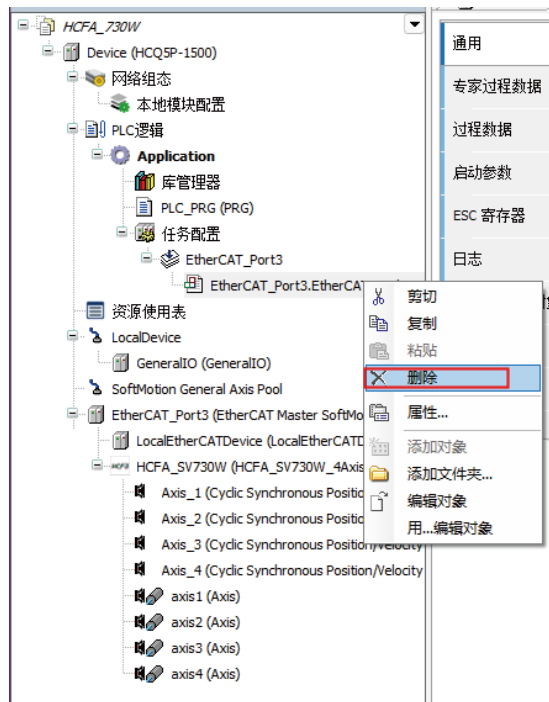 HCFA_730W
Device (HCQ5P-1500)
网络组态
本地模块配置
PLC逻辑
Application
库管理器
PLC_PRG (PRG)
任务配置
EtherCAT_Port3
EtherCAT_Port3.EtherCAT
资源使用表
LocalDevice
GeneralIO (GeneralIO)
SoftMotion General Axis Pool
EtherCAT_Port3 (EtherCAT Master SoftMo
LocalEtherCATDevice (LocalEtherCATD
HCFA HCFA_SV730W (HCFA_SV730W_4Axis
Axis_1 (Cyclic Synchronous Positio
Axis_2 (Cyclic Synchronous Positio
Axis_3 (Cyclic Synchronous Position/Velocity
Axis_4 (Cyclic Synchronous Position/Velocity
axis1 (Axis)
axis2 (Axis)
axis3 (Axis)
axis4 (Axis)
通用
专家过程数据
过程数据
启动参数
ESC 寄存器
日志
剪切
复制
粘贴
删除
属性...
添加对象
添加文件夹...
编辑对象
用...编辑对象